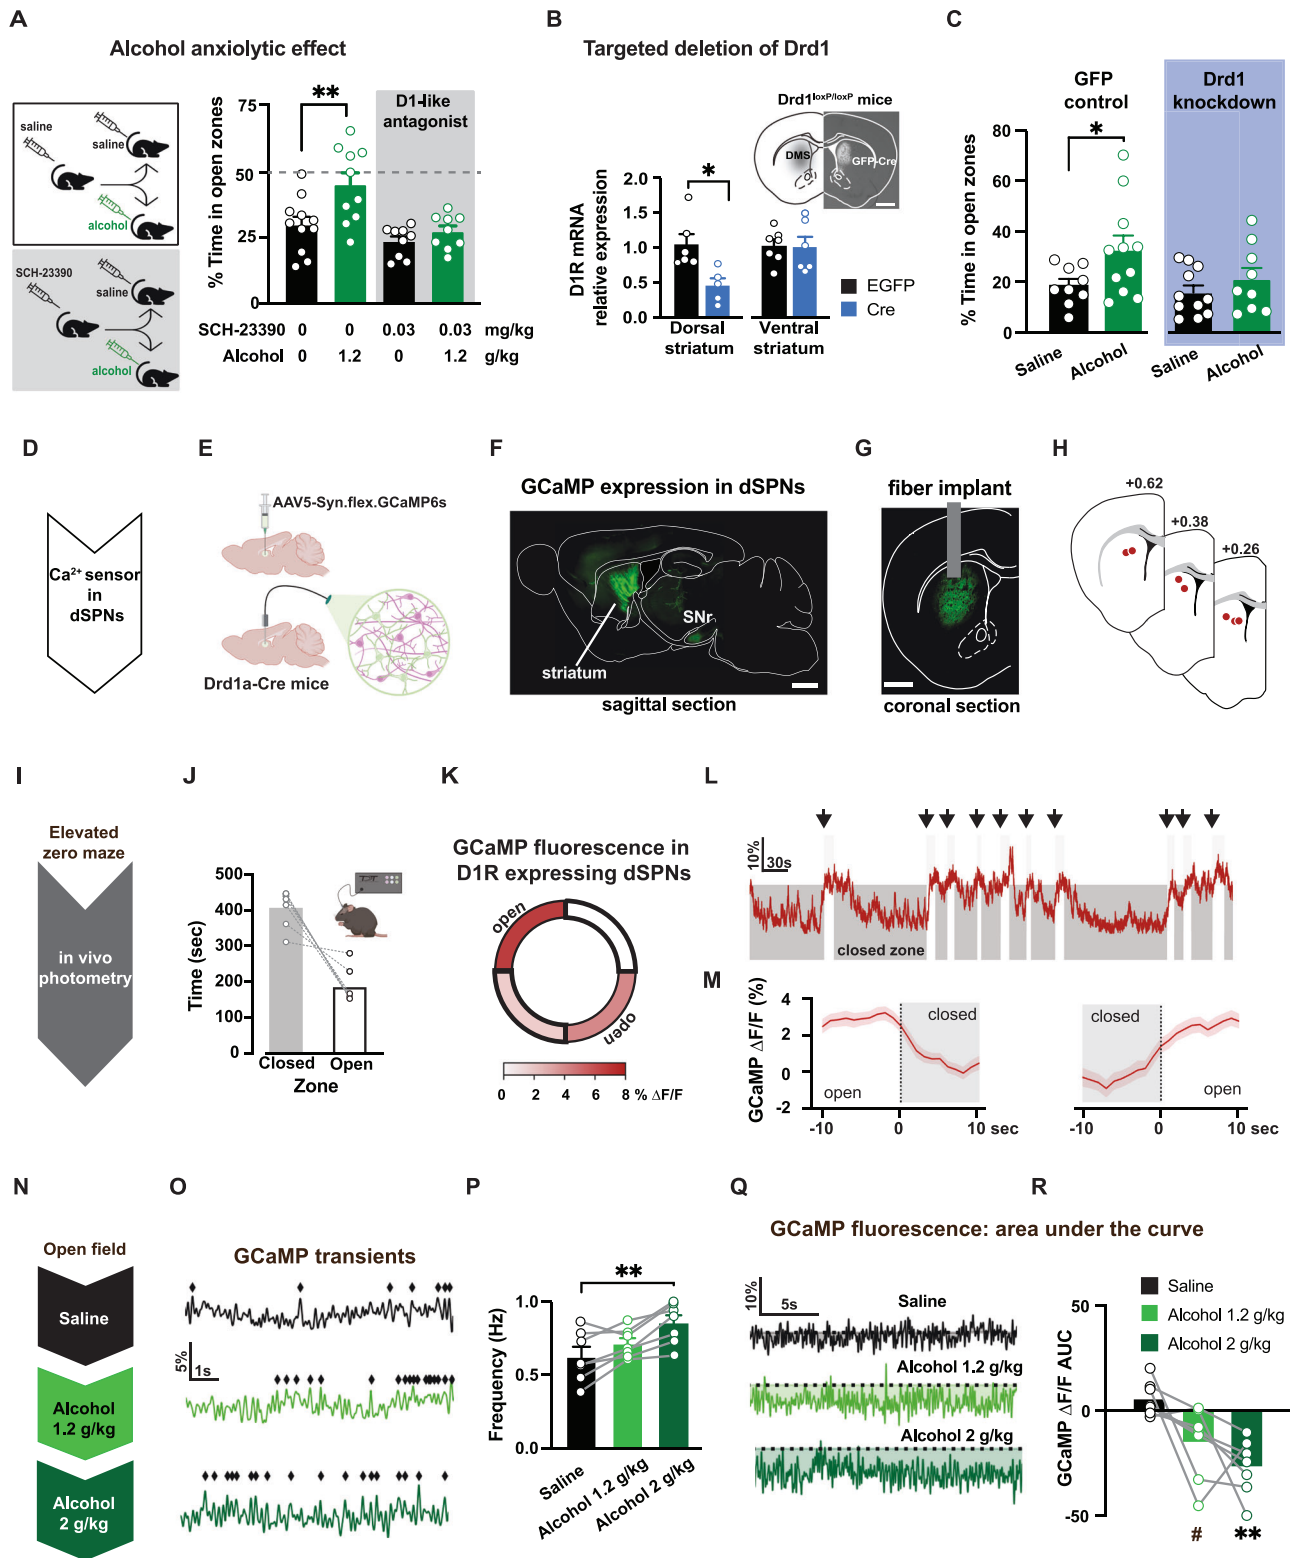 A
Alcohol anxiolytic effect
saline
saline
alcohol
SCH-23390
saline
alcohol
% Time in open zones
75
50
25
0
**
D1-like
antagonist
SCH-23390 0 0 0.03 0.03 mg/kg
Alcohol 0 1.2 0 1.2 g/kg
B
Targeted deletion of Drd1
Drd1loxP/loxP mice
DMS
GFP-Cre
D1R mRNA
relative expression
2.0
1.5
1.0
0.5
0.0
*
EGFP
Cre
Dorsal
striatum
Ventral
striatum
C
GFP
control
Drd1
knockdown
% Time in open zones
80
60
40
20
0
*
Saline
Alcohol
Saline
Alcohol
D
Ca2+ sensor
in
dSPNs
E
AAV5-Syn.flex.GCaMP6s
Drd1a-Cre mice
F
GCaMP expression in dSPNs
SNr
striatum
sagittal section
G
fiber implant
coronal section
H
+0.62
+0.38
+0.26
I
Elevated
zero maze
in vivo
photometry
J
Time (sec)
500
400
300
200
100
0
Closed Open
Zone
K
GCaMP fluorescence in
D1R expressing dSPNs
open
open
0 2 4 6 8 % ΔF/F
L
10%
30s
closed zone
M
GCaMP ΔF/F (%)
4
2
0
-2
closed
open
closed
open
-10 0 10 sec
-10 0 10 sec
N
Open field
Saline
Alcohol
1.2 g/kg
Alcohol
2 g/kg
O
GCaMP transients
5%
1s
P
**
Frequency (Hz)
1.0
0.5
0.0
Saline
Alcohol 1.2 g/kg
Alcohol 2 g/kg
Q
GCaMP fluorescence: area under the curve
10%
5s
Saline
Alcohol 1.2 g/kg
Alcohol 2 g/kg
R
Saline
Alcohol 1.2 g/kg
Alcohol 2 g/kg
GCaMP ΔF/F AUC
50
0
-50
# **